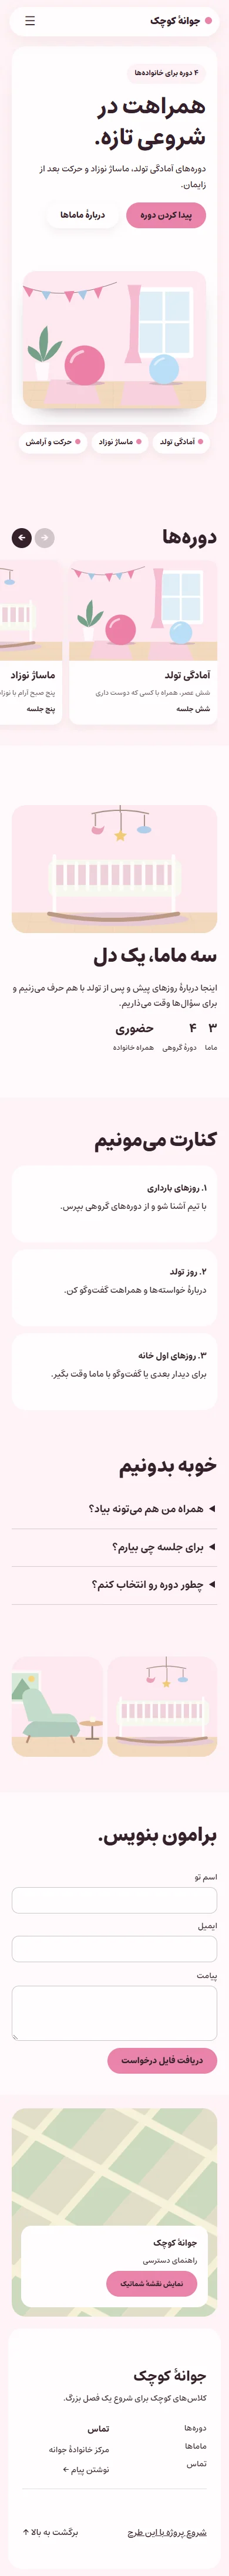 جوانهٔ کوچک
۴ دوره برای خانواده‌ها
همراهت در
شروعی تازه.
دوره‌های آمادگی تولد، ماساژ نوزاد و حرکت بعد از
زایمان.
پیدا کردن دوره
دربارهٔ ماماها
آمادگی تولد
ماساژ نوزاد
حرکت و آرامش
دوره‌ها
→
←
آمادگی تولد
شش عصر، همراه با کسی که دوست داری
شش جلسه
ماساژ نوزاد
پنج صبح آرام با نوزاد
پنج جلسه
سه ماما، یک دل
اینجا دربارهٔ روزهای پیش و پس از تولد با هم حرف می‌زنیم و
برای سؤال‌ها وقت می‌ذاریم.
۳
ماما
۴
دورهٔ گروهی
حضوری
همراه خانواده
کنارت می‌مونیم
۱. روزهای بارداری
با تیم آشنا شو و از دوره‌های گروهی بپرس.
۲. روز تولد
دربارهٔ خواسته‌ها و همراهت گفت‌وگو کن.
۳. روزهای اول خانه
برای دیدار بعدی یا گفت‌وگو با ماما وقت بگیر.
خوبه بدونیم
همراه من هم می‌تونه بیاد؟
برای جلسه چی بیارم؟
چطور دوره رو انتخاب کنم؟
برامون بنویس.
اسم تو
ایمیل
پیامت
دریافت فایل درخواست
جوانهٔ کوچک
راهنمای دسترسی
نمایش نقشهٔ شماتیک
جوانهٔ کوچک
کلاس‌های کوچک برای شروع یک فصل بزرگ.
دوره‌ها
ماماها
تماس
تماس
مرکز خانوادهٔ جوانه
نوشتن پیام ←
شروع پروژه با این طرح
برگشت به بالا ↑